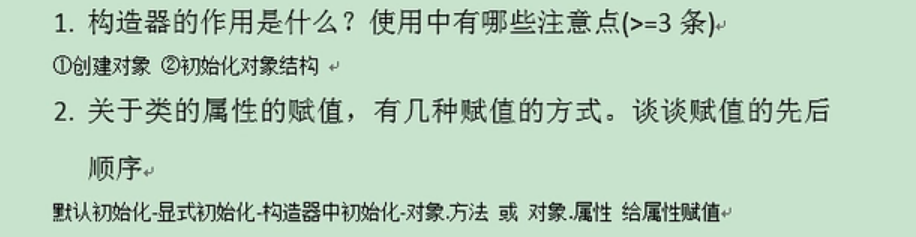 1. 构造器的作用是什么？使用中有哪些注意点(>=3 条)
①创建对象 ②初始化对象结构
2. 关于类的属性的赋值，有几种赋值的方式。谈谈赋值的先后
顺序
默认初始化-显式初始化-构造器中初始化-对象.方法 或 对象.属性 给属性赋值